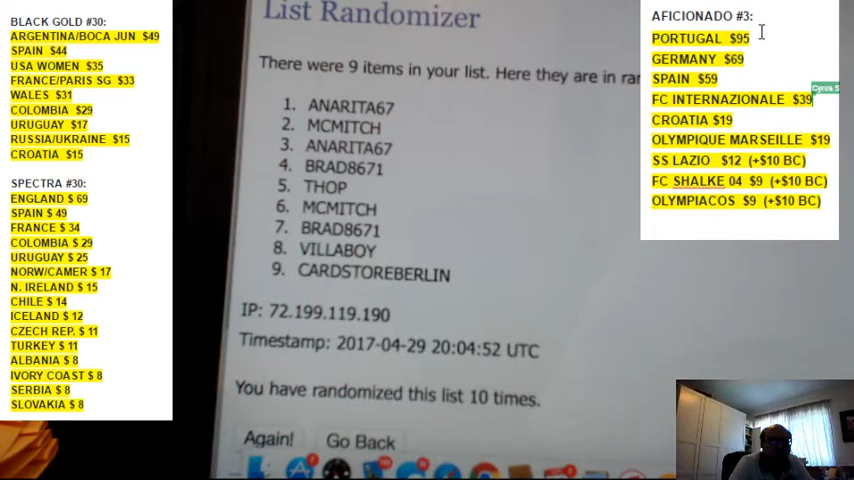 BLACK GOLD #30:
ARGENTINA/BOCA JUN $49
SPAIN $44
USA WOMEN $35
FRANCE/PARIS SG $33
WALES $31
COLOMBIA $29
URUGUAY $17
RUSSIA/UKRAINE $15
CROATIA $15
SPECTRA #30:
ENGLAND $ 69
SPAIN $ 49
FRANCE $ 34
COLOMBIA $ 29
URUGUAY $ 25
NORW/CAMER $ 17
N. IRELAND $ 15
CHILE $ 14
ICELAND $ 12
CZECH REP. $ 11
TURKEY $ 11
ALBANIA $ 8
IVORY COAST $ 8
SERBIA $ 8
SLOVAKIA $ 8
List Randomizer
There were 9 items in your list. Here they are in ran
1. ANARITA67
2. MCMITCH
3. ANARITA67
4. BRAD8671
5. THOP
6. MCMITCH
7. BRAD8671
8. VILLABOY
9. CARDSTOREBERLIN
IP: 72.199.119.190
Timestamp: 2017-04-29 20:04:52 UTC
You have randomized this list 10 times.
Again! Go Back
AFICIONADO #3:
PORTUGAL $95
GERMANY $69
SPAIN $59
FC INTERNAZIONALE $39
Cyrus S
CROATIA $19
OLYMPIQUE MARSEILLE $19
SS LAZIO $12 (+$10 BC)
FC SHALKE 04 $9 (+$10 BC)
OLYMPIACOS $9 (+$10 BC)